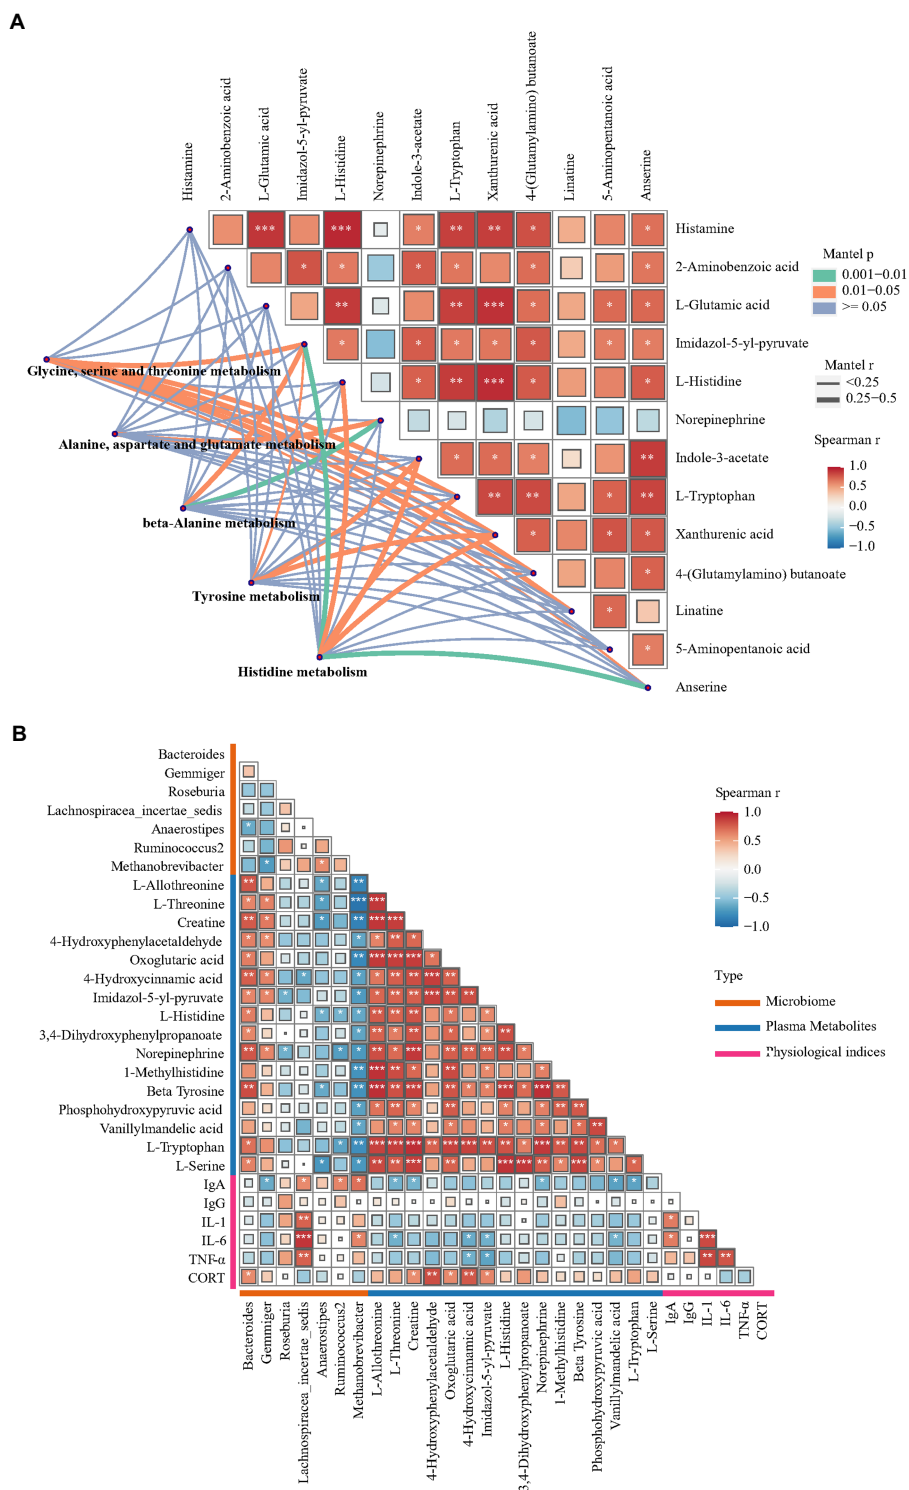 A
Histamine
2-Aminobenzoic acid
L-Glutamic acid
Imidazol-5-yl-pyruvate
L-Histidine
Norepinephrine
Indole-3-acetate
L-Tryptophan
Xanthurenic acid
4-(Glutamylamino) butanoate
Linatine
5-Aminopentanoic acid
Anserine
Histamine
2-Aminobenzoic acid
L-Glutamic acid
Imidazol-5-yl-pyruvate
L-Histidine
Norepinephrine
Indole-3-acetate
L-Tryptophan
Xanthurenic acid
4-(Glutamylamino) butanoate
Linatine
5-Aminopentanoic acid
Anserine
Glycine, serine and threonine metabolism
Alanine, aspartate and glutamate metabolism
beta-Alanine metabolism
Tyrosine metabolism
Histidine metabolism
Mantel p
0.001−0.01
0.01−0.05
>= 0.05
Mantel r
<0.25
0.25−0.5
Spearman r
1.0
0.5
0.0
−0.5
−1.0
B
Bacteroides
Gemmiger
Roseburia
Lachnospiracea_incertae_sedis
Anaerostipes
Ruminococcus2
Methanobrevibacter
L-Allothreonine
L-Threonine
Creatine
4-Hydroxyphenylacetaldehyde
Oxoglutaric acid
4-Hydroxycinnamic acid
Imidazol-5-yl-pyruvate
L-Histidine
3,4-Dihydroxyphenylpropanoate
Norepinephrine
1-Methylhistidine
Beta Tyrosine
Phosphohydroxypyruvic acid
Vanillylmandelic acid
L-Tryptophan
L-Serine
IgA
IgG
IL-1
IL-6
TNF-α
CORT
Bacteroides
Gemmiger
Roseburia
Lachnospiracea_incertae_sedis
Anaerostipes
Ruminococcus2
Methanobrevibacter
L-Allothreonine
L-Threonine
Creatine
4-Hydroxyphenylacetaldehyde
Oxoglutaric acid
4-Hydroxycinnamic acid
Imidazol-5-yl-pyruvate
L-Histidine
3,4-Dihydroxyphenylpropanoate
Norepinephrine
1-Methylhistidine
Beta Tyrosine
Phosphohydroxypyruvic acid
Vanillylmandelic acid
L-Tryptophan
L-Serine
IgA
IgG
IL-1
IL-6
TNF-α
CORT
Spearman r
1.0
0.5
0.0
−0.5
−1.0
Type
Microbiome
Plasma Metabolites
Physiological indices